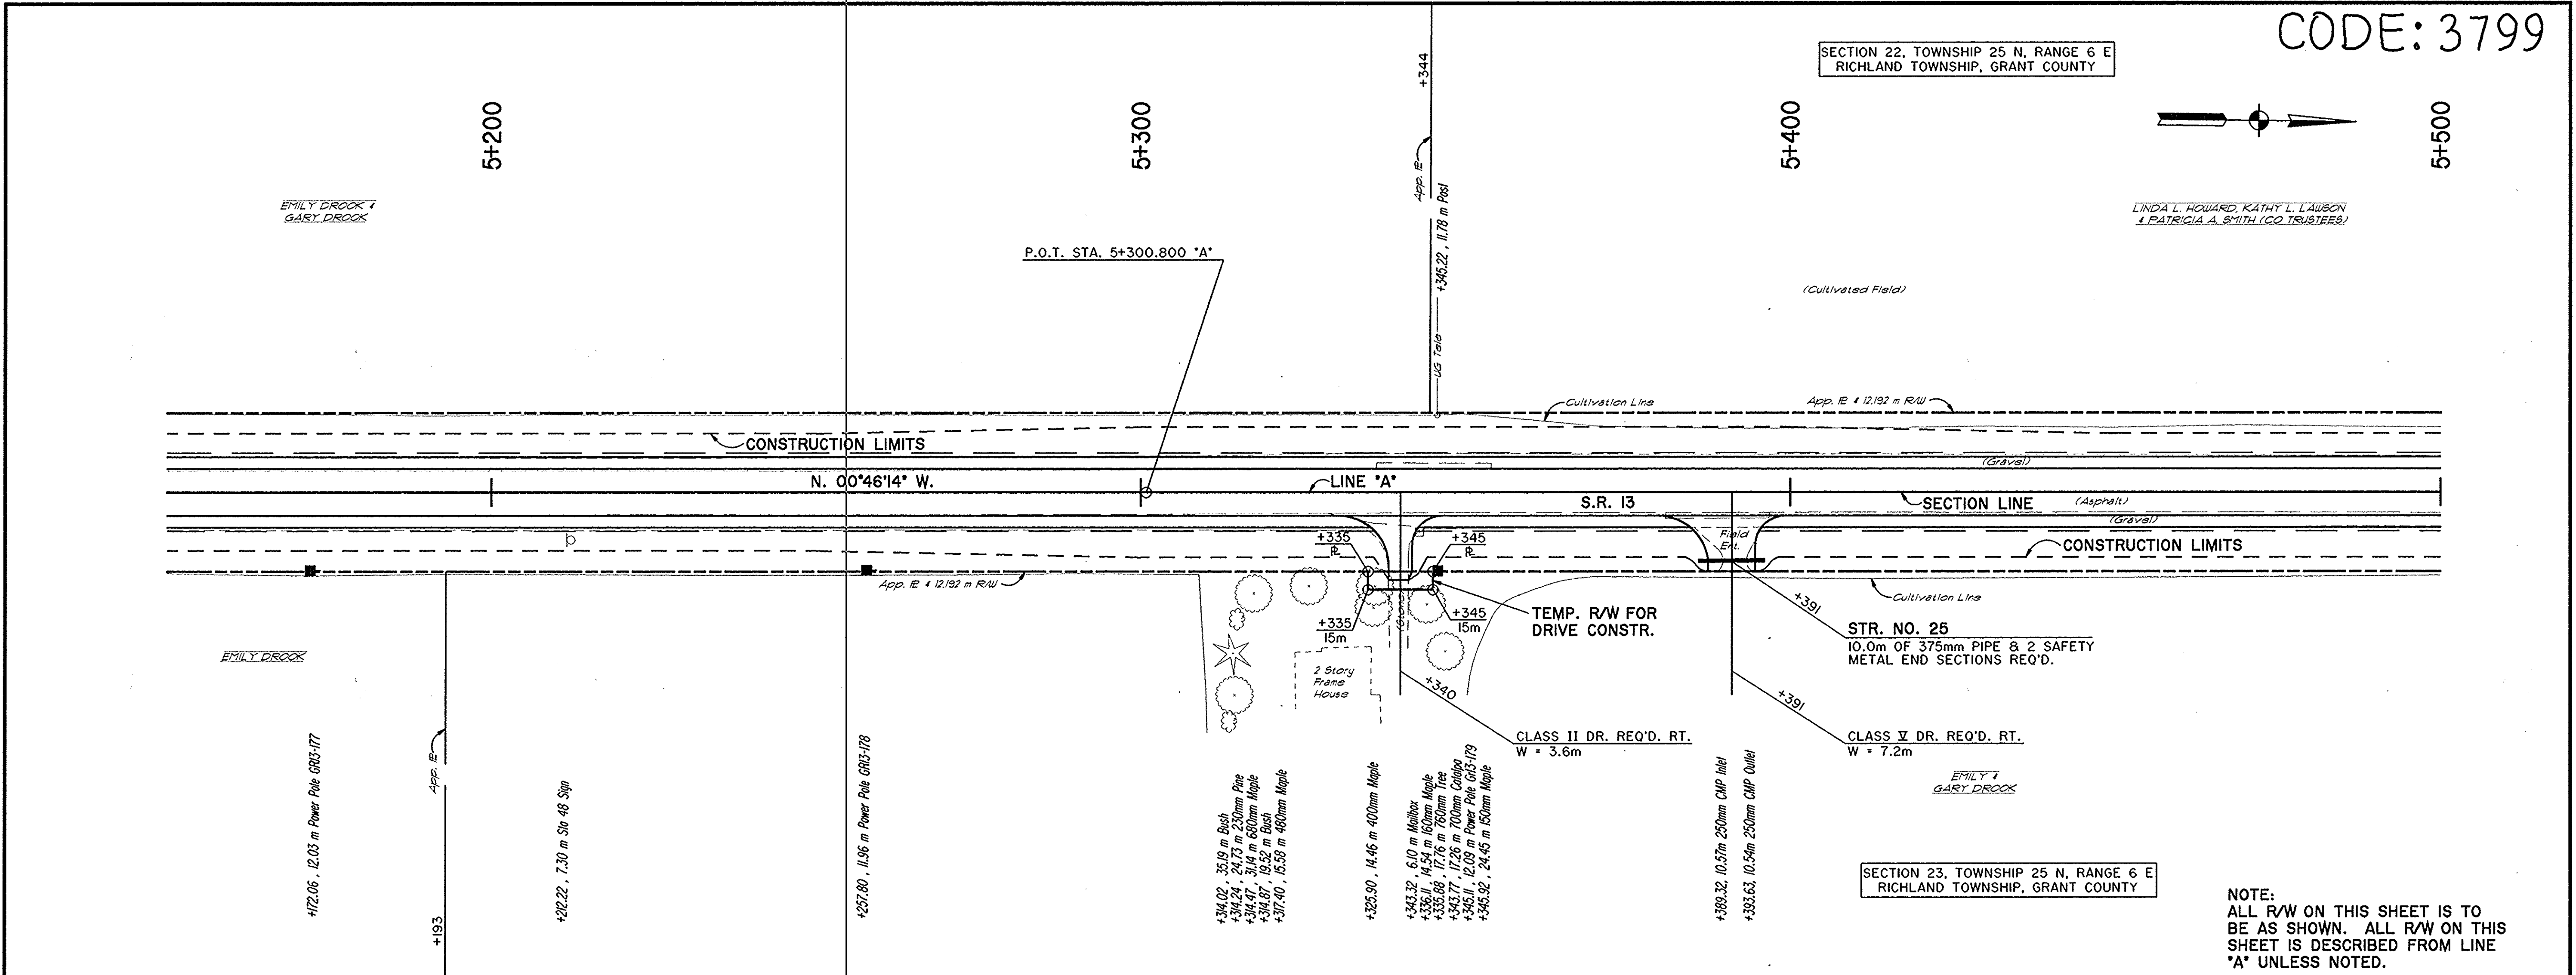 CODE: 3799
SECTION 22, TOWNSHIP 25 N, RANGE 6 E
RICHLAND TOWNSHIP, GRANT COUNTY
+344
5+200
5+300
5+400
5+500
App. PL
EMILY DROOK &
GARY DROOK
LINDA L. HOWARD, KATHY L. LAWSON
& PATRICIA A. SMITH (CO TRUSTEES)
P.O.T. STA. 5+300.800 "A"
+345.22 , 11.78 m Post
UG Tele
(Cultivated Field)
Cultivation Line
App. PL & 12.192 m R/W
CONSTRUCTION LIMITS
(Gravel)
N. 00°46'14" W.
LINE "A"
S.R. 13
SECTION LINE
(Asphalt)
(Gravel)
+335
PL
+345
PL
Field
Ent.
CONSTRUCTION LIMITS
App. PL & 12.192 m R/W
Cultivation Line
+335
15m
(Stone)
+345
15m
TEMP. R/W FOR
DRIVE CONSTR.
+391
STR. NO. 25
10.0m OF 375mm PIPE & 2 SAFETY
METAL END SECTIONS REQ'D.
EMILY DROOK
2 Story
Frame
House
+340
+391
CLASS II DR. REQ'D. RT.
W = 3.6m
CLASS V DR. REQ'D. RT.
W = 7.2m
App. PL
EMILY &
GARY DROOK
+172.06 , 12.03 m Power Pole GR13-177
+193
+212.22 , 7.30 m Sto 48 Sign
+257.80 , 11.96 m Power Pole GR13-178
+314.02 , 35.19 m Bush
+314.24 , 24.73 m 230mm Pine
+314.47 , 31.14 m 680mm Maple
+314.87 , 19.52 m Bush
+317.40 , 15.58 m 480mm Maple
+325.90 , 14.46 m 400mm Maple
+343.32 , 6.10 m Mailbox
+336.11 , 14.54 m 160mm Maple
+335.88 , 17.76 m 760mm Tree
+343.77 , 17.26 m 700mm Catalpa
+345.11 , 12.09 m Power Pole Gr13-179
+345.92 , 24.45 m 150mm Maple
+389.32, 10.57m 250mm CMP Inlet
+393.63, 10.54m 250mm CMP Outlet
SECTION 23, TOWNSHIP 25 N, RANGE 6 E
RICHLAND TOWNSHIP, GRANT COUNTY
NOTE:
ALL R/W ON THIS SHEET IS TO
BE AS SHOWN. ALL R/W ON THIS
SHEET IS DESCRIBED FROM LINE
"A" UNLESS NOTED.